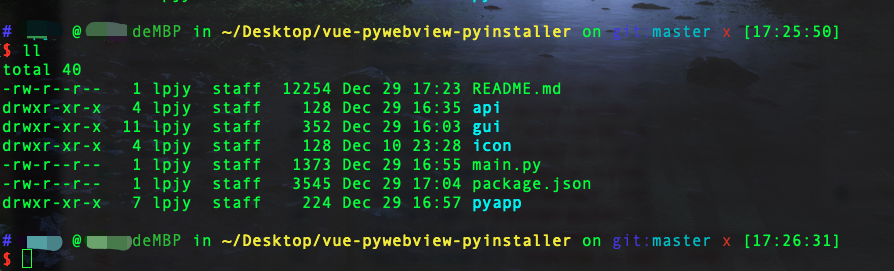 # @ deMBP in ~/Desktop/vue-pywebview-pyinstaller on git:master x [17:25:50]
$ ll
total 40
-rw-r--r-- 1 lpjy staff 12254 Dec 29 17:23 README.md
drwxr-xr-x 4 lpjy staff 128 Dec 29 16:35 api
drwxr-xr-x 11 lpjy staff 352 Dec 29 16:03 gui
drwxr-xr-x 4 lpjy staff 128 Dec 10 23:28 icon
-rw-r--r-- 1 lpjy staff 1373 Dec 29 16:55 main.py
-rw-r--r-- 1 lpjy staff 3545 Dec 29 17:04 package.json
drwxr-xr-x 7 lpjy staff 224 Dec 29 16:57 pyapp
# @ deMBP in ~/Desktop/vue-pywebview-pyinstaller on git:master x [17:26:31]
$